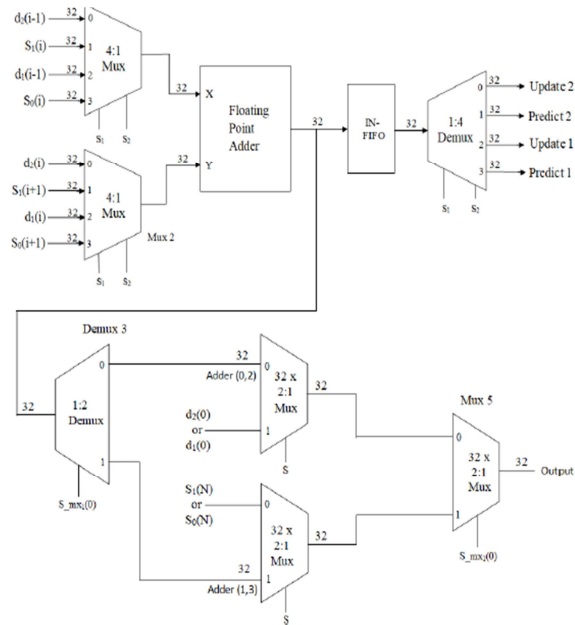 d₂(i-1)
32
0
S₁(i)
32
1
d₁(i-1)
32
2
S₀(i)
32
3
4:1
Mux
S₁
S₂
32
X
Floating
Point
Adder
32
Y
d₂(i)
32
0
S₁(i+1)
32
1
d₁(i)
32
2
S₀(i+1)
32
3
4:1
Mux
Mux 2
S₁
S₂
32
IN-
FIFO
32
1:4
Demux
0
32
Update 2
1
32
Predict 2
2
32
Update 1
3
32
Predict 1
S₁
S₂
Demux 3
32
1:2
Demux
0
1
S_mx₁(0)
32
Adder (0,2)
0
32 x
2:1
Mux
d₂(0)
or
d₁(0)
1
S
32
S₁(N)
or
S₀(N)
0
32 x
2:1
Mux
32
Adder (1,3)
1
S
32
Mux 5
0
32 x
2:1
Mux
1
32
Output
S_mx₁(0)